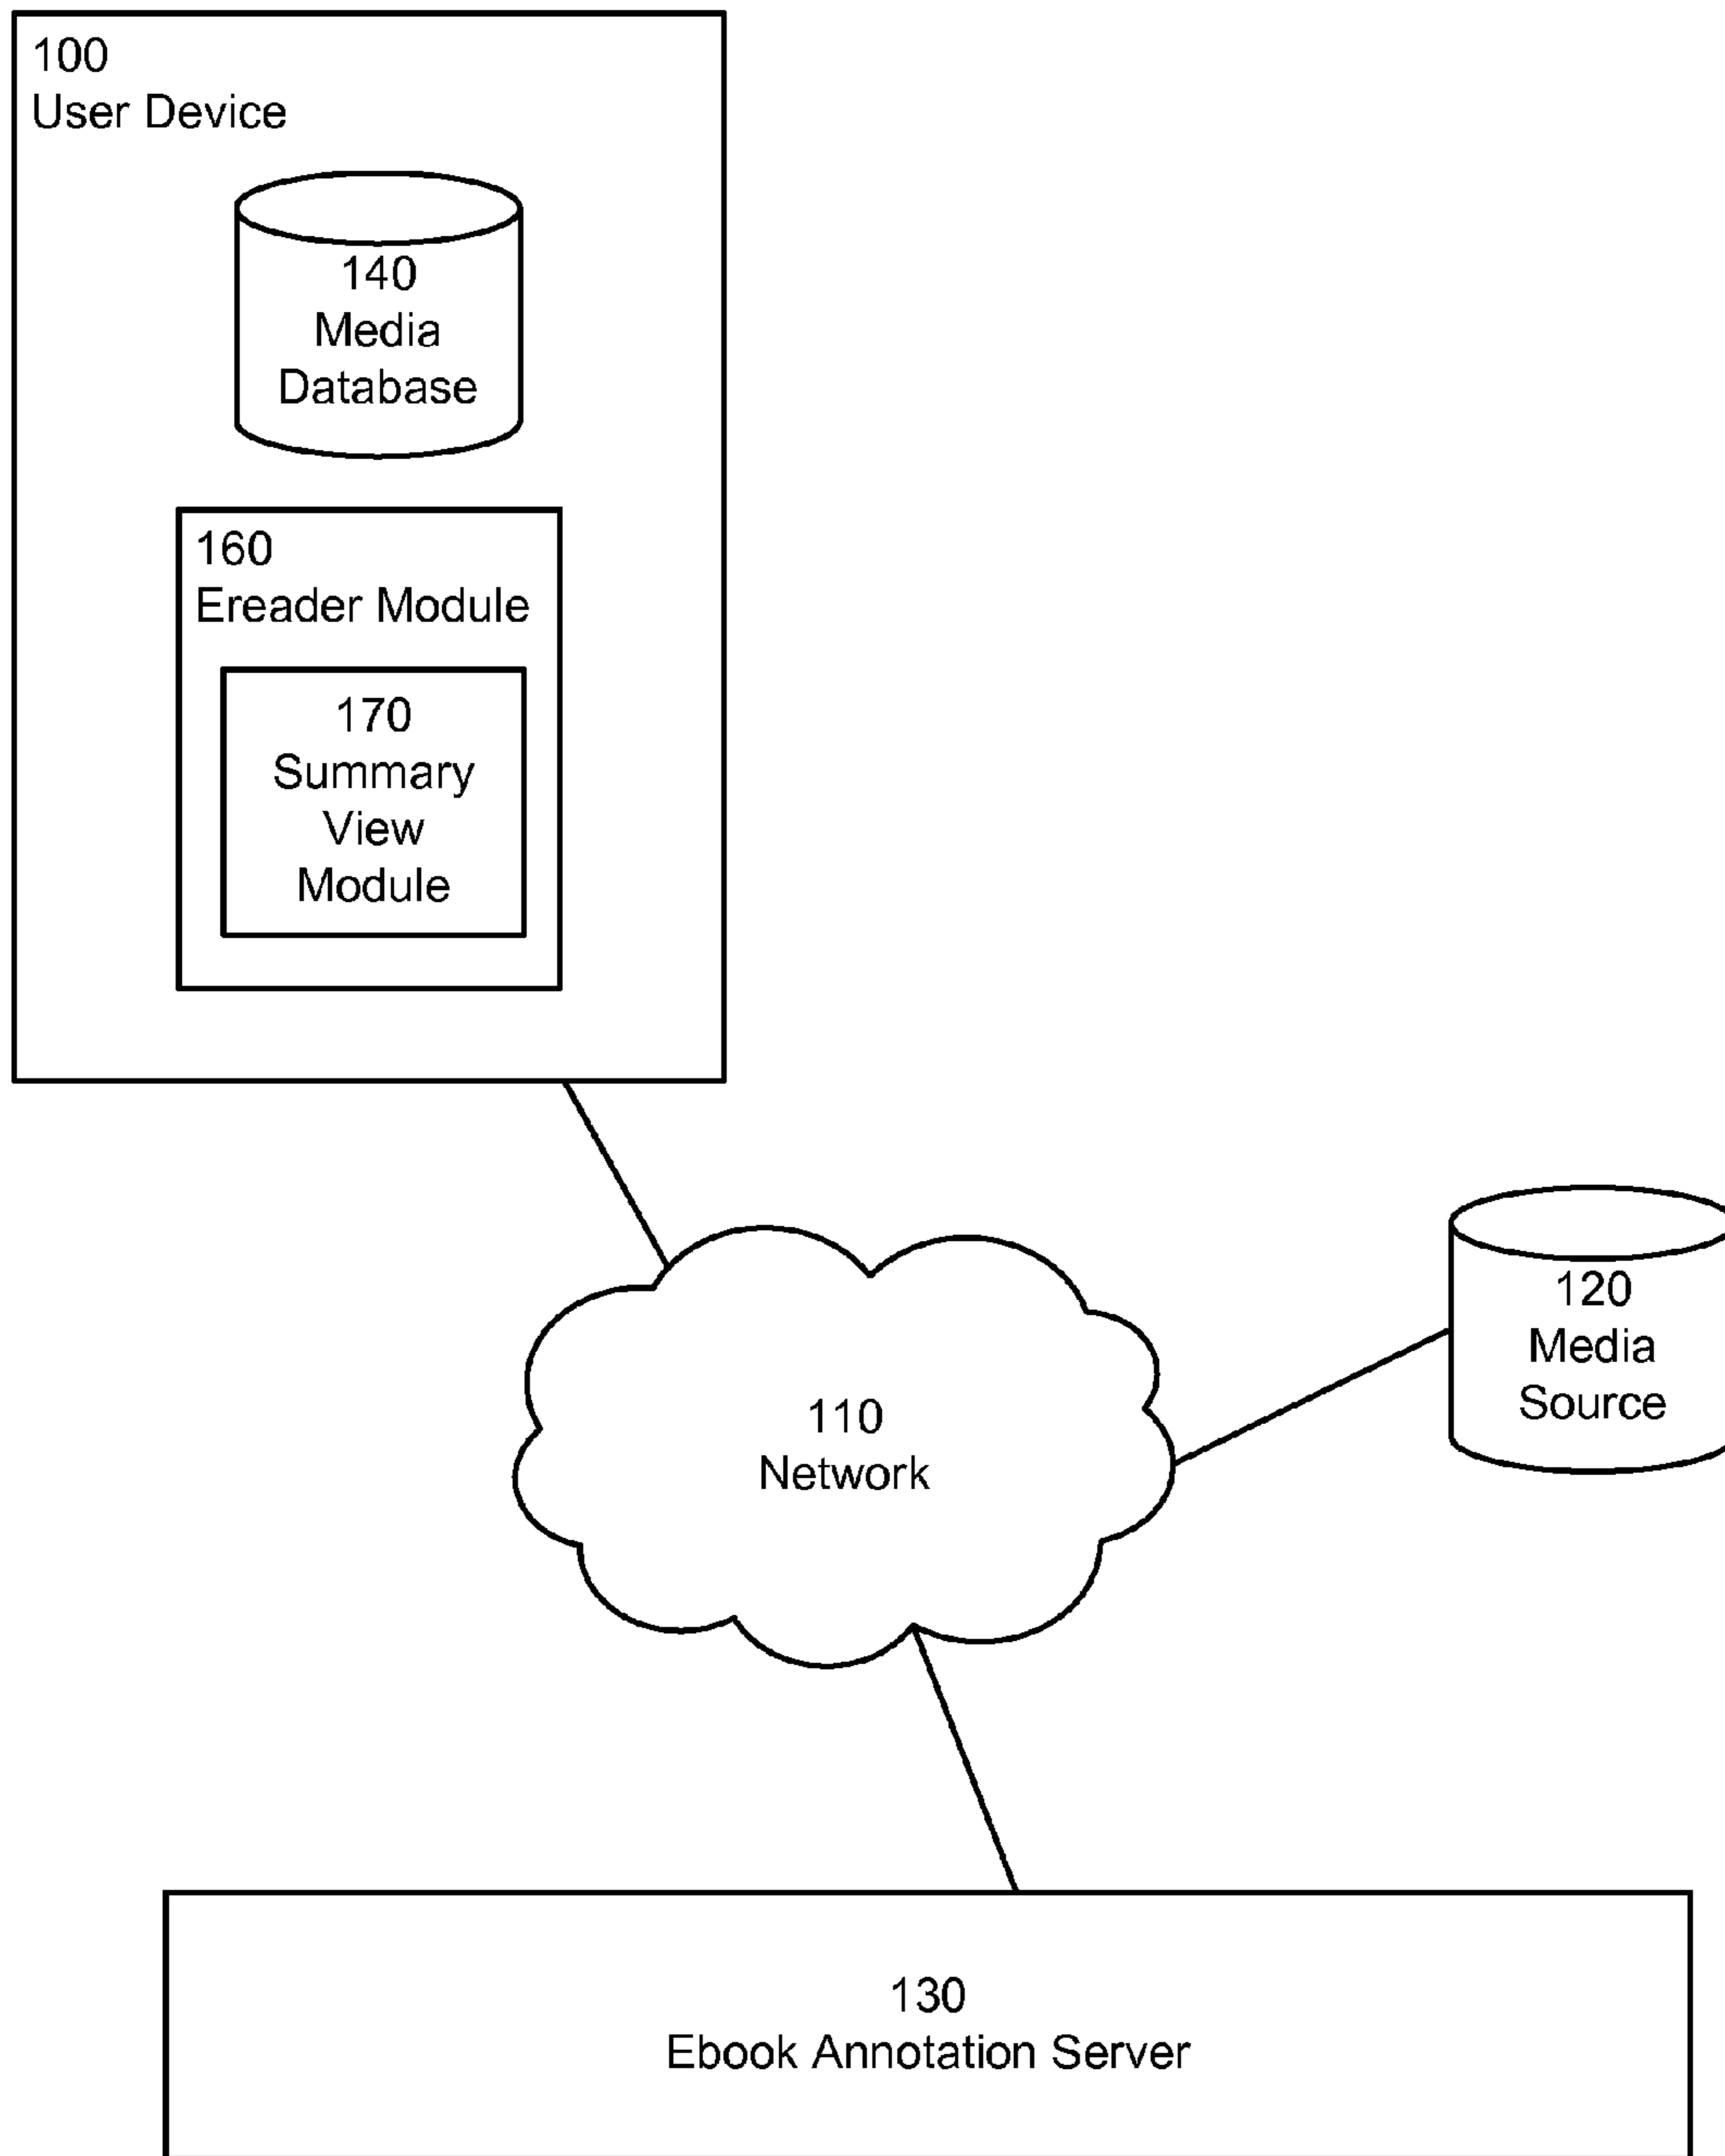 100
User Device
140
Media
Database
160
Ereader Module
170
Summary
View
Module
110
Network
120
Media
Source
130
Ebook Annotation Server